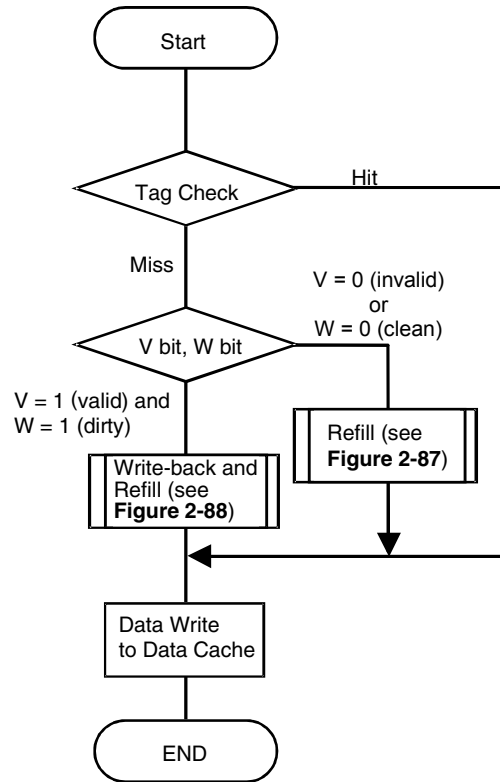 Start
Tag Check
Hit
Miss
V = 0 (invalid)
or
W = 0 (clean)
V bit, W bit
V = 1 (valid) and
W = 1 (dirty)
Refill (see
Figure 2-87)
Write-back and
Refill (see
Figure 2-88)
Data Write
to Data Cache
END